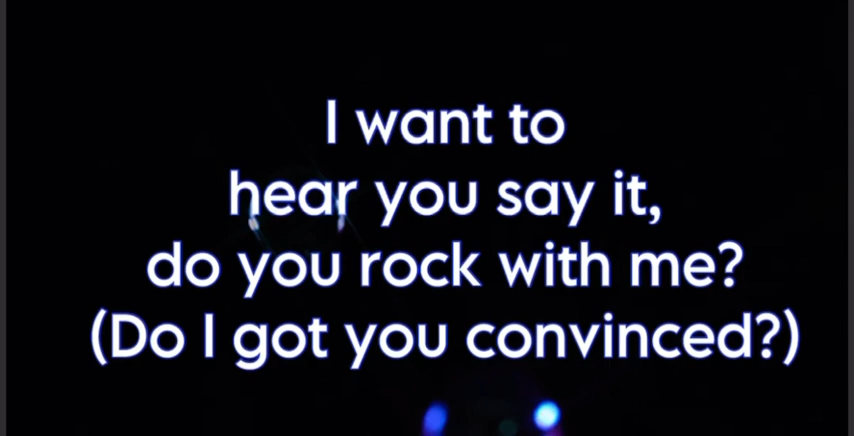 I want to
hear you say it,
do you rock with me?
(Do I got you convinced?)